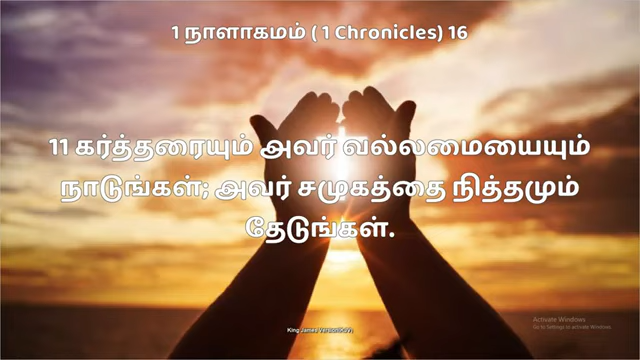 1 நாளாகமம் ( 1 Chronicles) 16
11 கர்த்தரையும் அவர் வல்லமையையும்
நாடுங்கள்; அவர் சமுகத்தை நித்தமும்
தேடுங்கள்.
Activate Windows
Go to Settings to activate Windows.
King James Version(KJV)